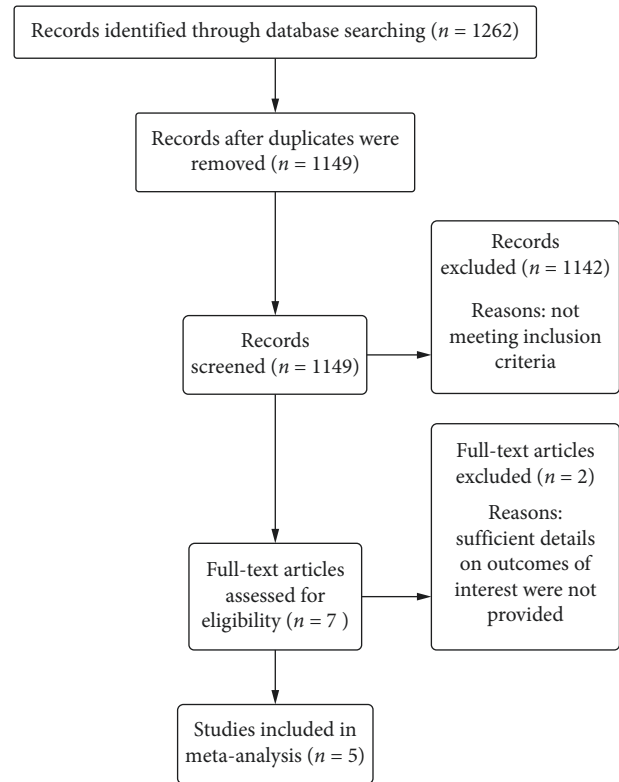 Records identified through database searching (n = 1262)
Records after duplicates were
removed (n = 1149)
Records
excluded (n = 1142)
Reasons: not
meeting inclusion
criteria
Records
screened (n = 1149)
Full-text articles
excluded (n = 2)
Reasons:
sufficient details
on outcomes of
interest were not
provided
Full-text articles
assessed for
eligibility (n = 7 )
Studies included in
meta-analysis (n = 5)